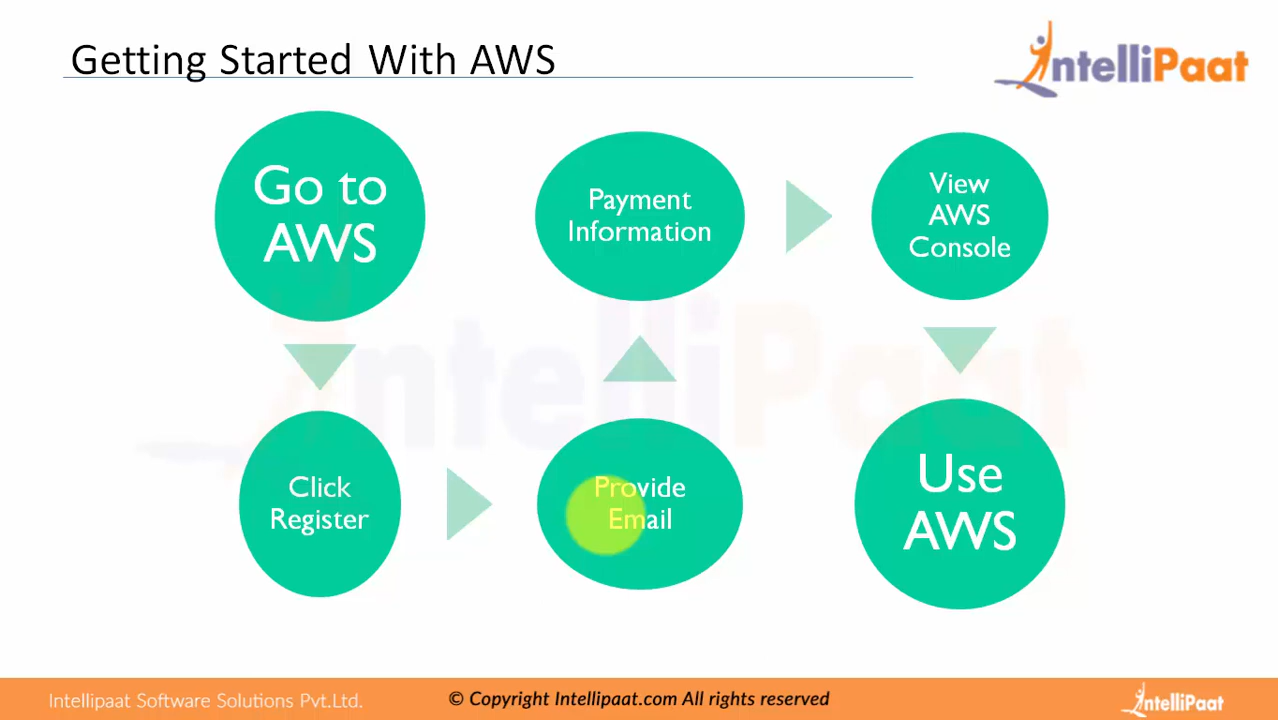 Getting Started With AWS
IntelliPaat
Go to
AWS
Click
Register
Provide
Email
Payment
Information
View
AWS
Console
Use
AWS
IntelliPaat
Intellipaat Software Solutions Pvt.Ltd.
© Copyright Intellipaat.com All rights reserved
IntelliPaat